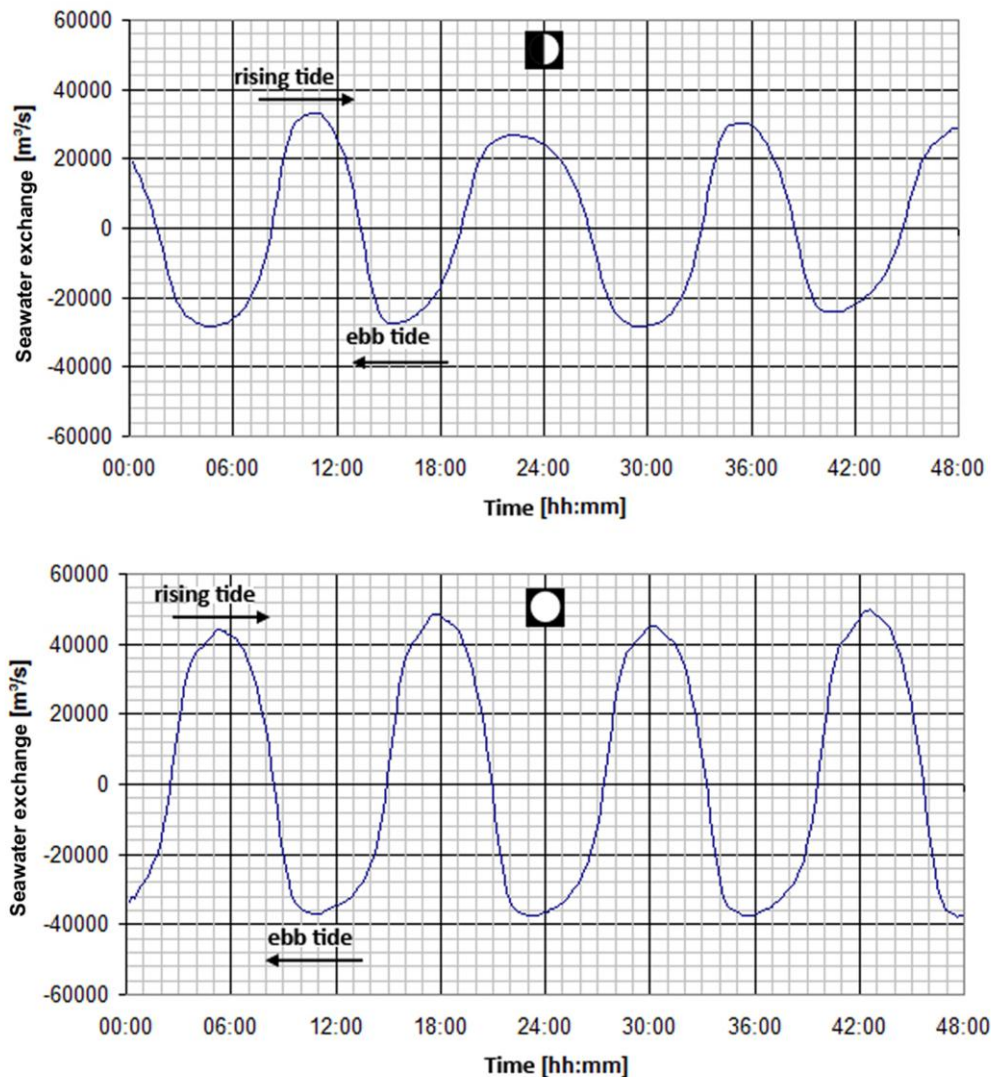 60000
40000
20000
0
-20000
-40000
-60000
Seawater exchange [m³/s]
rising tide
ebb tide
00:00 06:00 12:00 18:00 24:00 30:00 36:00 42:00 48:00
Time [hh:mm]
60000
40000
20000
0
-20000
-40000
-60000
Seawater exchange [m³/s]
rising tide
ebb tide
00:00 06:00 12:00 18:00 24:00 30:00 36:00 42:00 48:00
Time [hh:mm]